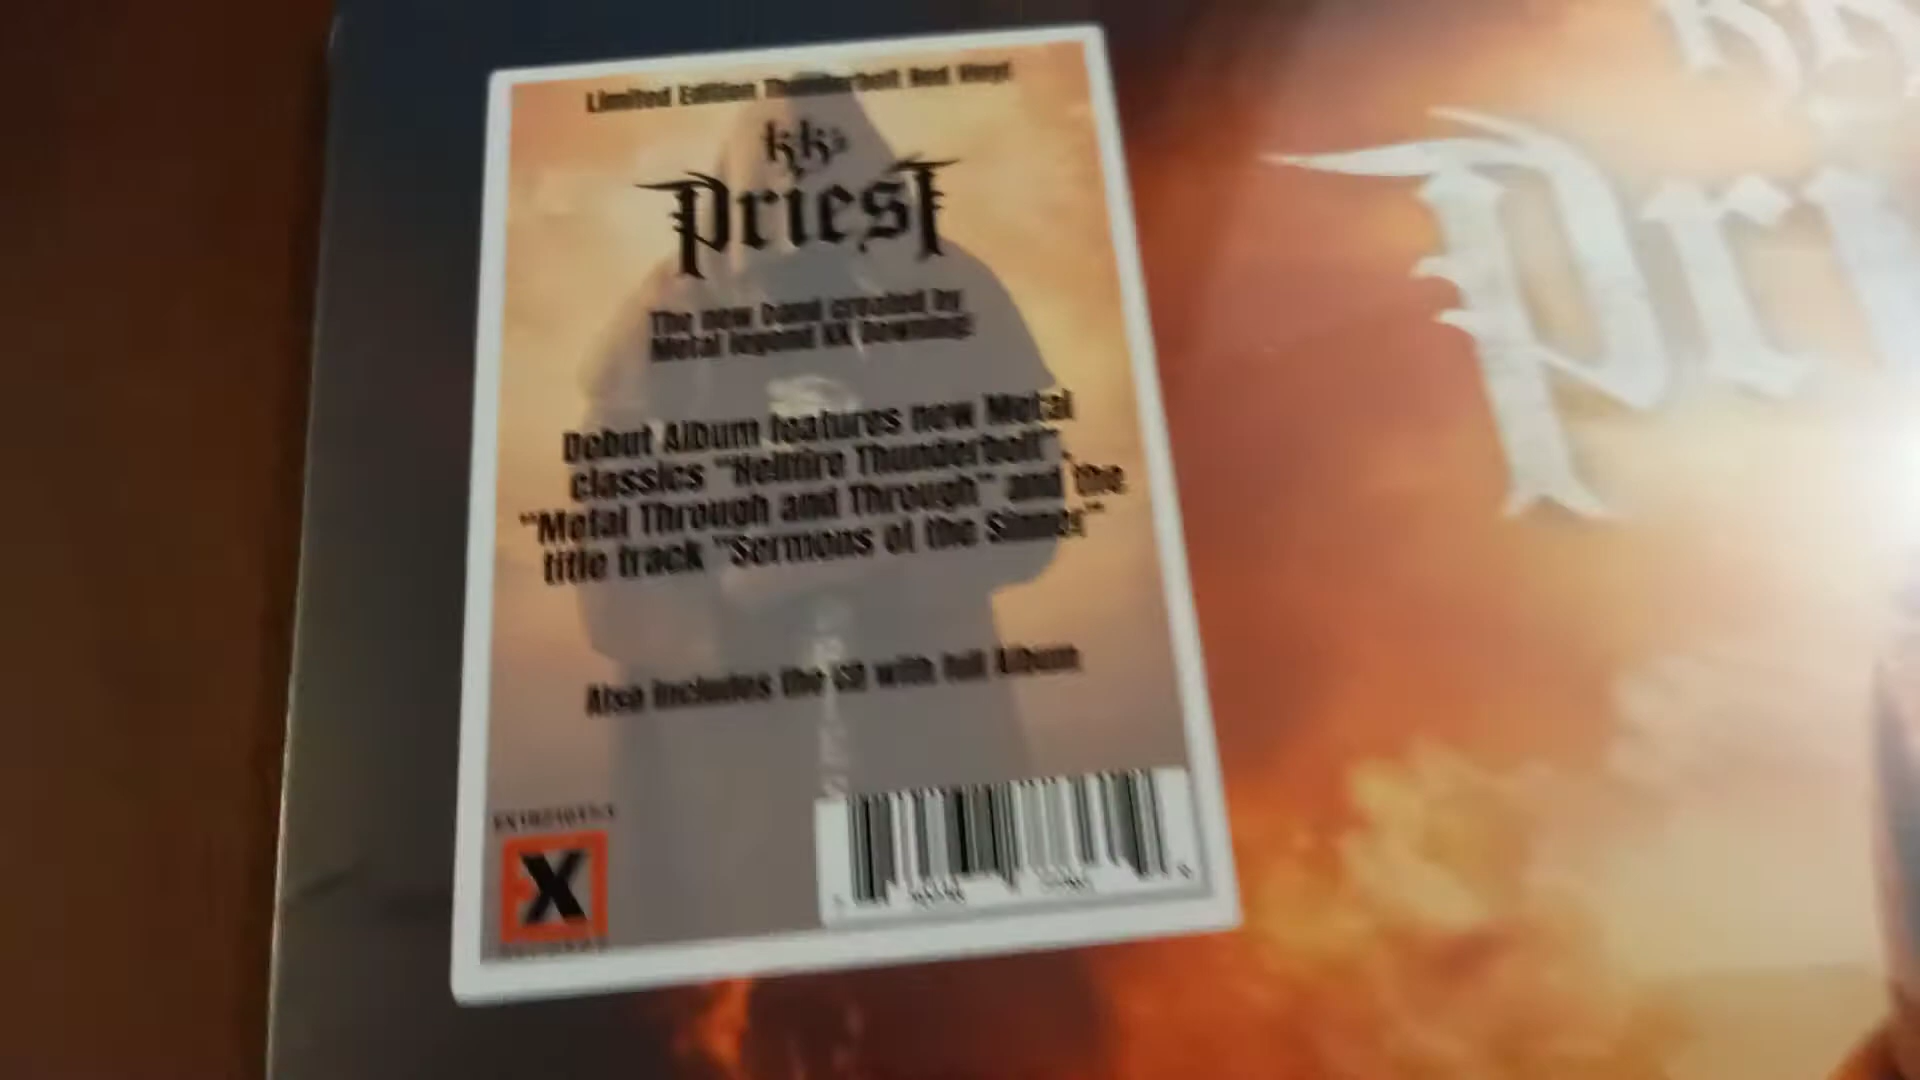 Limited Edition Thunderbolt Red Vinyl
kk's
priest
The new band created by
Metal legend KK Downing!
Debut Album features new Metal
classics "Hellfire Thunderbolt",
"Metal Through and Through" and the
title track "Sermons of the Sinner"
Also includes the CD with full Album
X
Pri